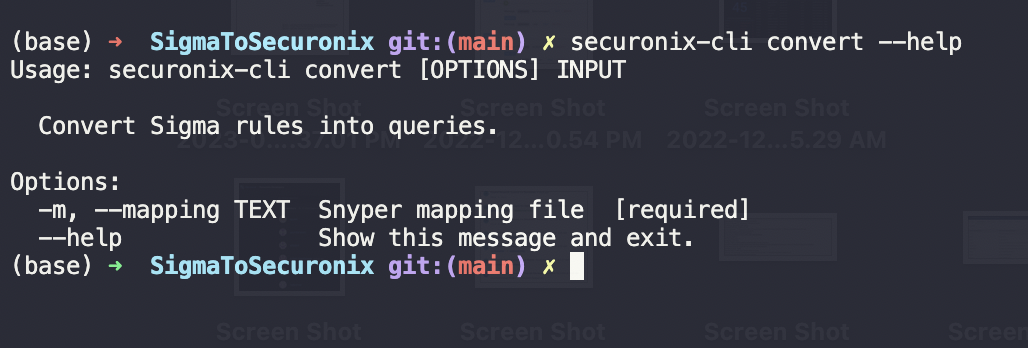 (base) ➜  SigmaToSecuronix git:(main) ✗ securonix-cli convert --help
Usage: securonix-cli convert [OPTIONS] INPUT
Screen Shot Screen Shot Screen Shot
Convert Sigma rules into queries.
2023-0.....37.01 PM 2022-12...0.54 PM 2022-12...5.29 AM
Options:
-m, --mapping TEXT  Snyper mapping file  [required]
--help              Show this message and exit.
(base) ➜  SigmaToSecuronix git:(main) ✗
Screen Shot Screen Shot Screen Shot Screen